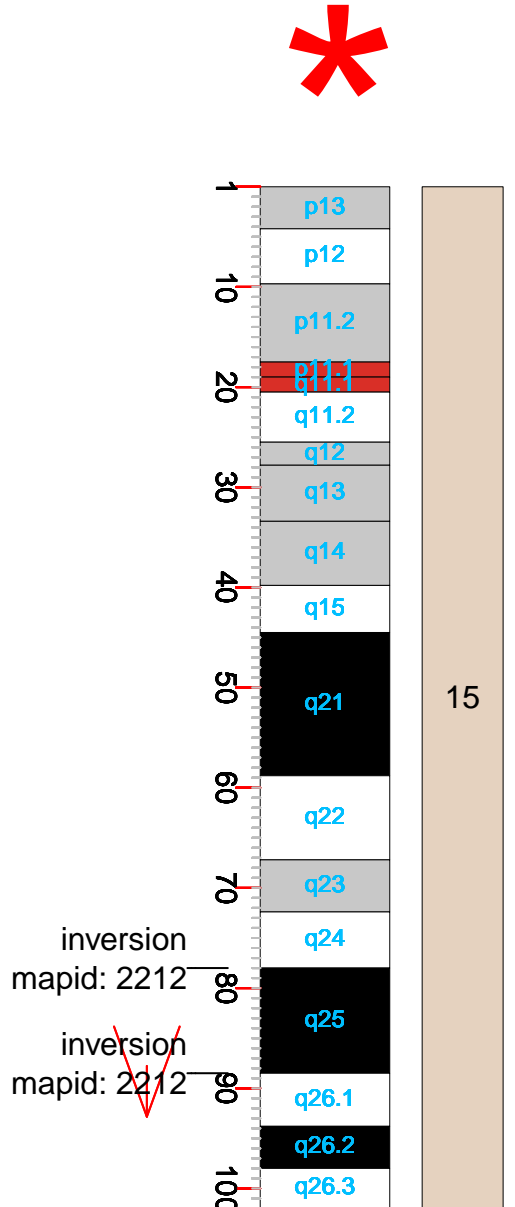 *
1
p13
p12
10
p11.2
p11.1
q11.1
20
q11.2
q12
30
q13
q14
40
q15
50
q21
15
60
q22
70
q23
inversion
q24
mapid: 2212
80
q25
inversion
mapid: 2212
90
q26.1
q26.2
100
q26.3